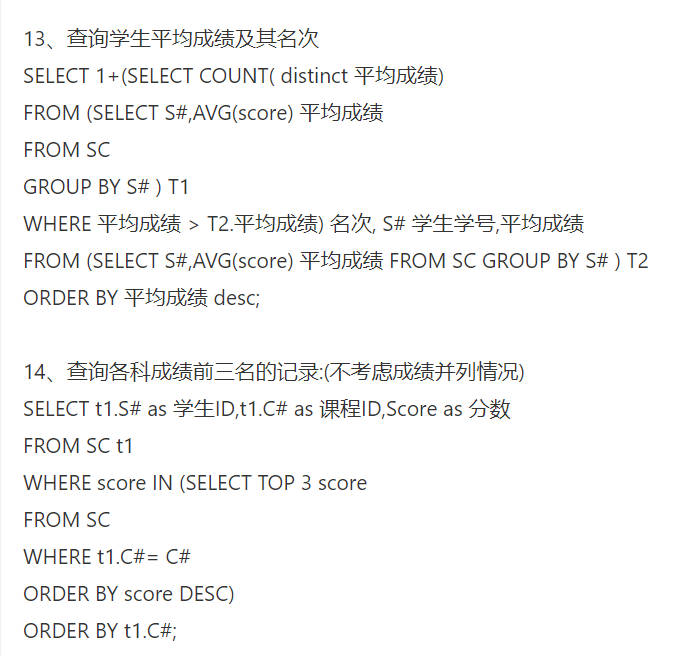 13、查询学生平均成绩及其名次
SELECT 1+(SELECT COUNT( distinct 平均成绩)
FROM (SELECT S#,AVG(score) 平均成绩
FROM SC
GROUP BY S# ) T1
WHERE 平均成绩 > T2.平均成绩) 名次, S# 学生学号,平均成绩
FROM (SELECT S#,AVG(score) 平均成绩 FROM SC GROUP BY S# ) T2
ORDER BY 平均成绩 desc;
14、查询各科成绩前三名的记录:(不考虑成绩并列情况)
SELECT t1.S# as 学生ID,t1.C# as 课程ID,Score as 分数
FROM SC t1
WHERE score IN (SELECT TOP 3 score
FROM SC
WHERE t1.C#= C#
ORDER BY score DESC)
ORDER BY t1.C#;